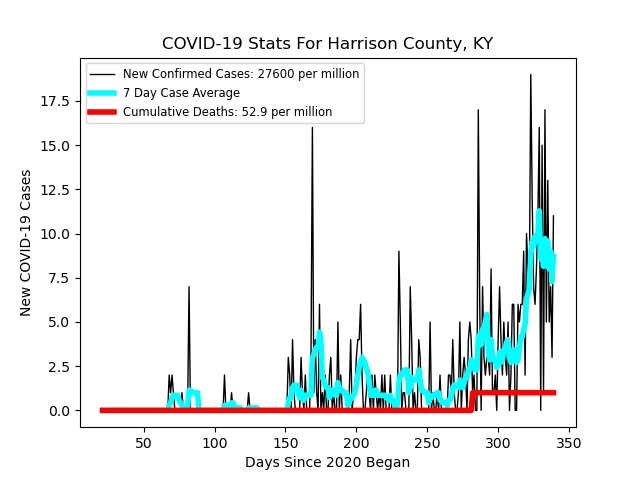 COVID-19 Stats For Harrison County, KY
New Confirmed Cases: 27600 per million
7 Day Case Average
Cumulative Deaths: 52.9 per million
New COVID-19 Cases
17.5
15.0
12.5
10.0
7.5
5.0
2.5
0.0
50 100 150 200 250 300 350
Days Since 2020 Began